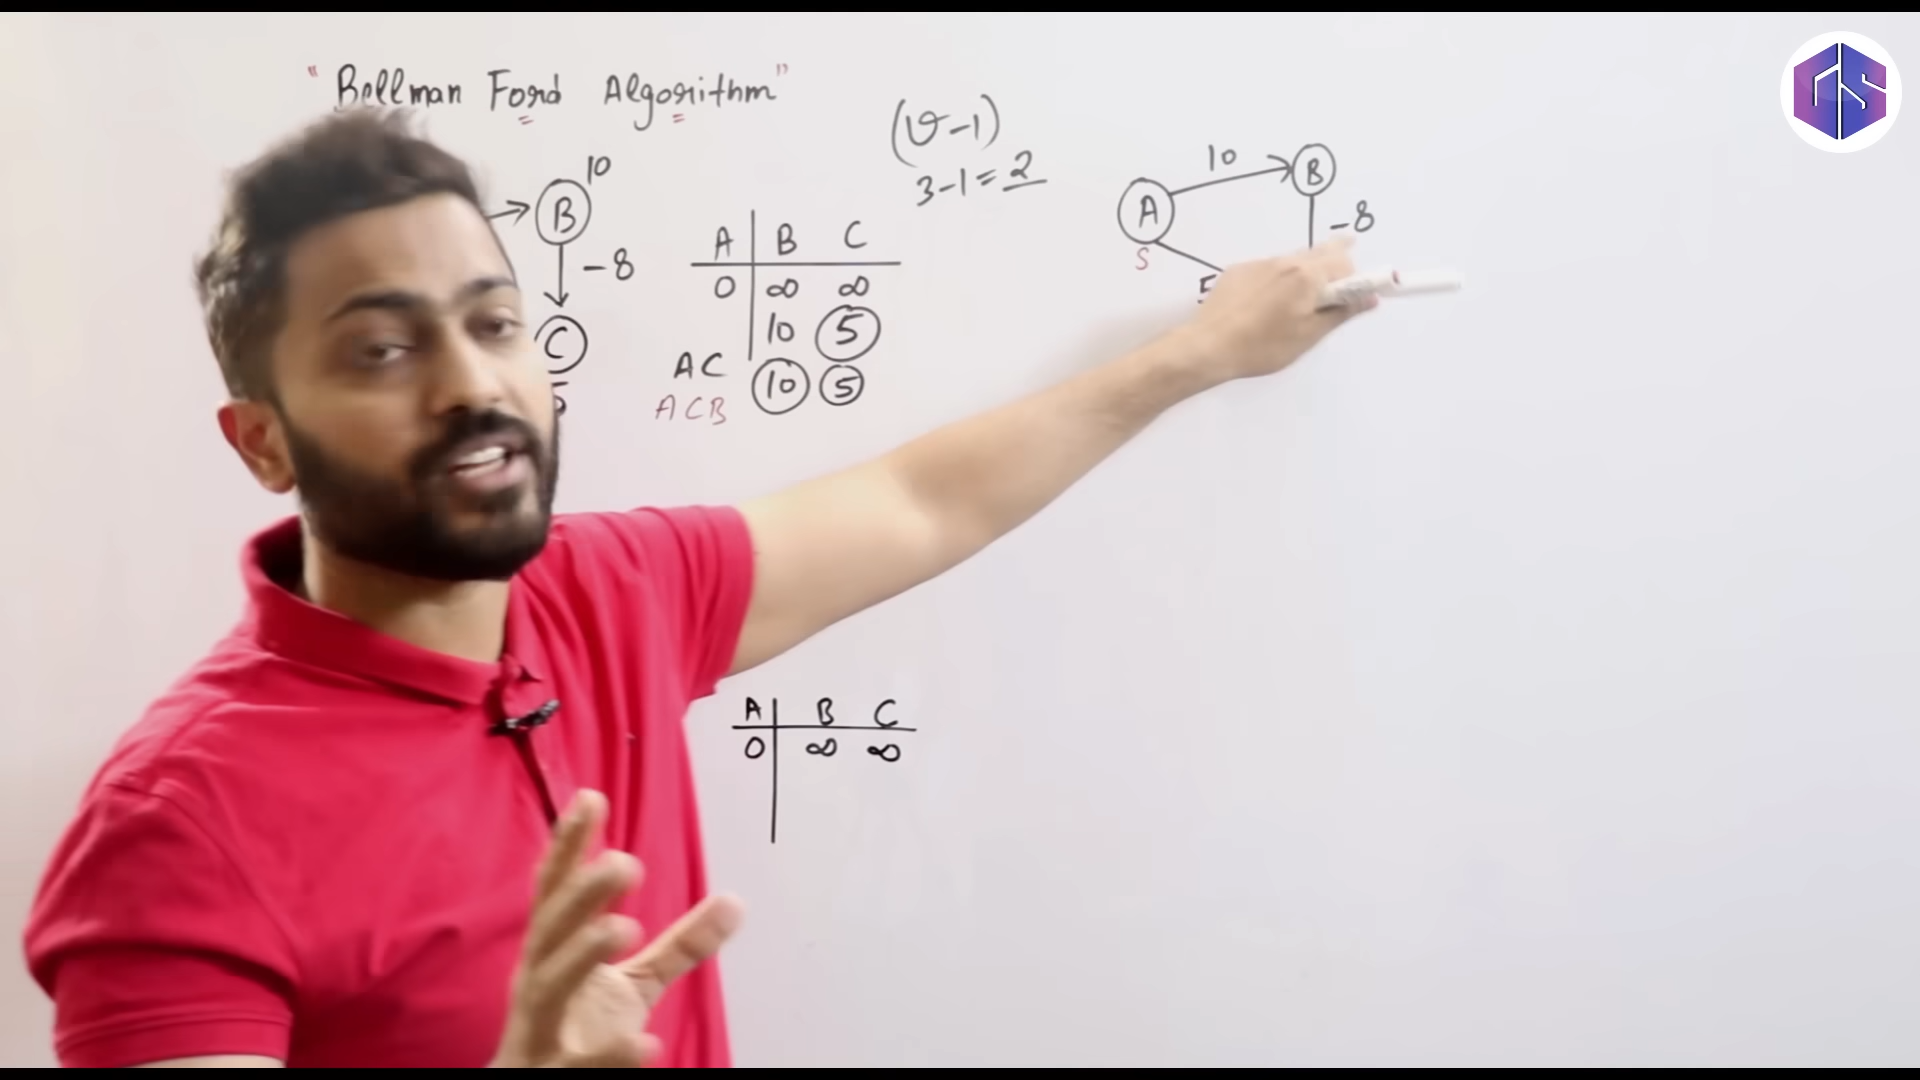 "Bellman Ford Algorithm"
(V-1)
3-1=2
10
B
-8
C
A B C
0 ∞ ∞
10 5
AC 10 5
ACB
A
S
10
B
-8
5
A B C
0 ∞ ∞